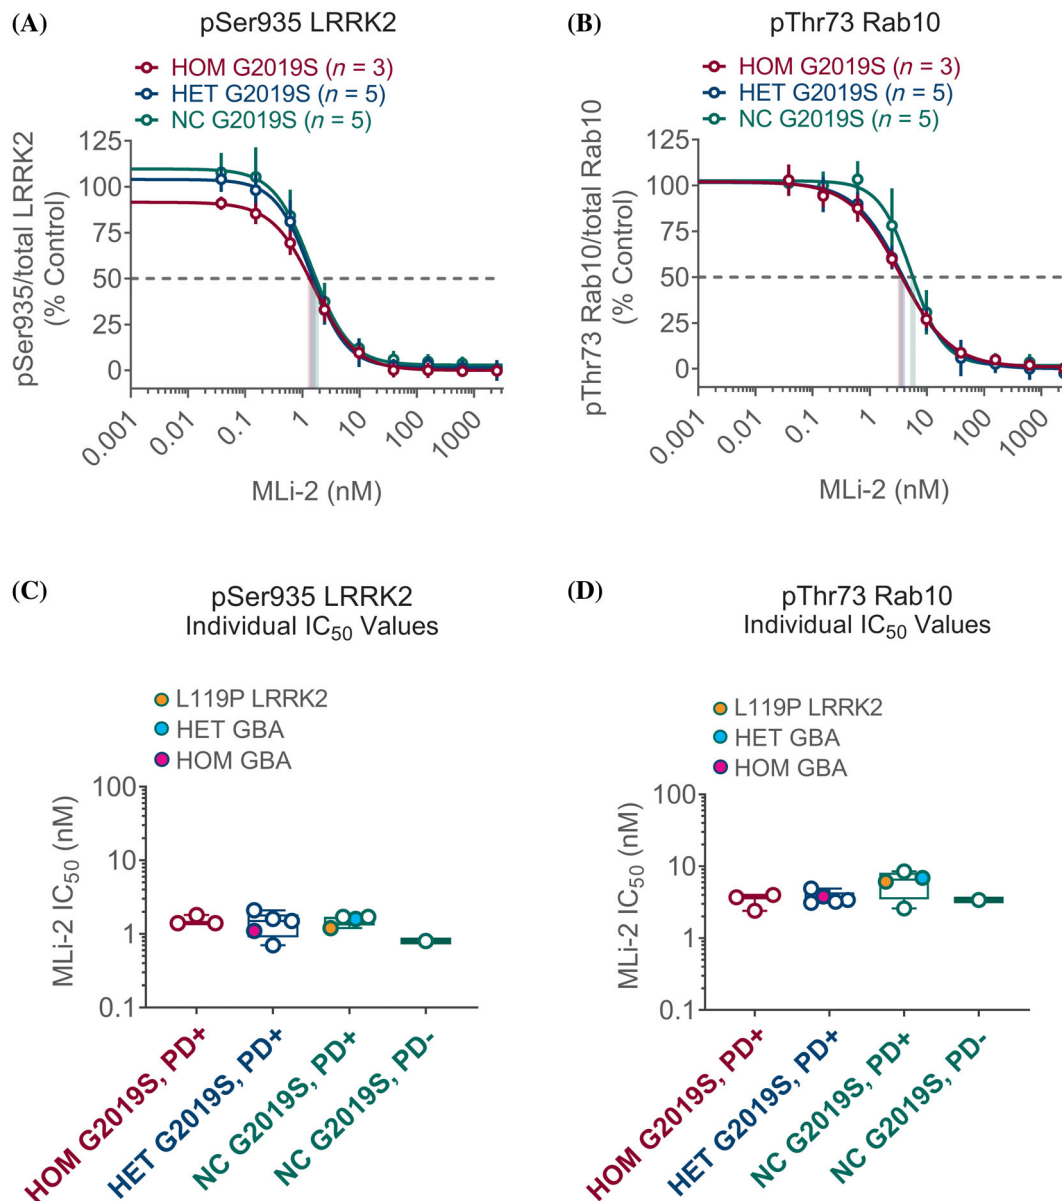 (A)
pSer935 LRRK2
HOM G2019S (n = 3)
HET G2019S (n = 5)
NC G2019S (n = 5)
pSer935/total LRRK2
(% Control)
125
100
75
50
25
0
0.001
0.01
0.1
1
10
100
1000
MLi-2 (nM)
(B)
pThr73 Rab10
HOM G2019S (n = 3)
HET G2019S (n = 5)
NC G2019S (n = 5)
pThr73 Rab10/total Rab10
(% Control)
125
100
75
50
25
0
0.001
0.01
0.1
1
10
100
1000
MLi-2 (nM)
(C)
pSer935 LRRK2
Individual IC50 Values
L119P LRRK2
HET GBA
HOM GBA
MLi-2 IC50 (nM)
100
10
1
0.1
HOM G2019S, PD+
HET G2019S, PD+
NC G2019S, PD+
NC G2019S, PD-
(D)
pThr73 Rab10
Individual IC50 Values
L119P LRRK2
HET GBA
HOM GBA
MLi-2 IC50 (nM)
100
10
1
0.1
HOM G2019S, PD+
HET G2019S, PD+
NC G2019S, PD+
NC G2019S, PD-